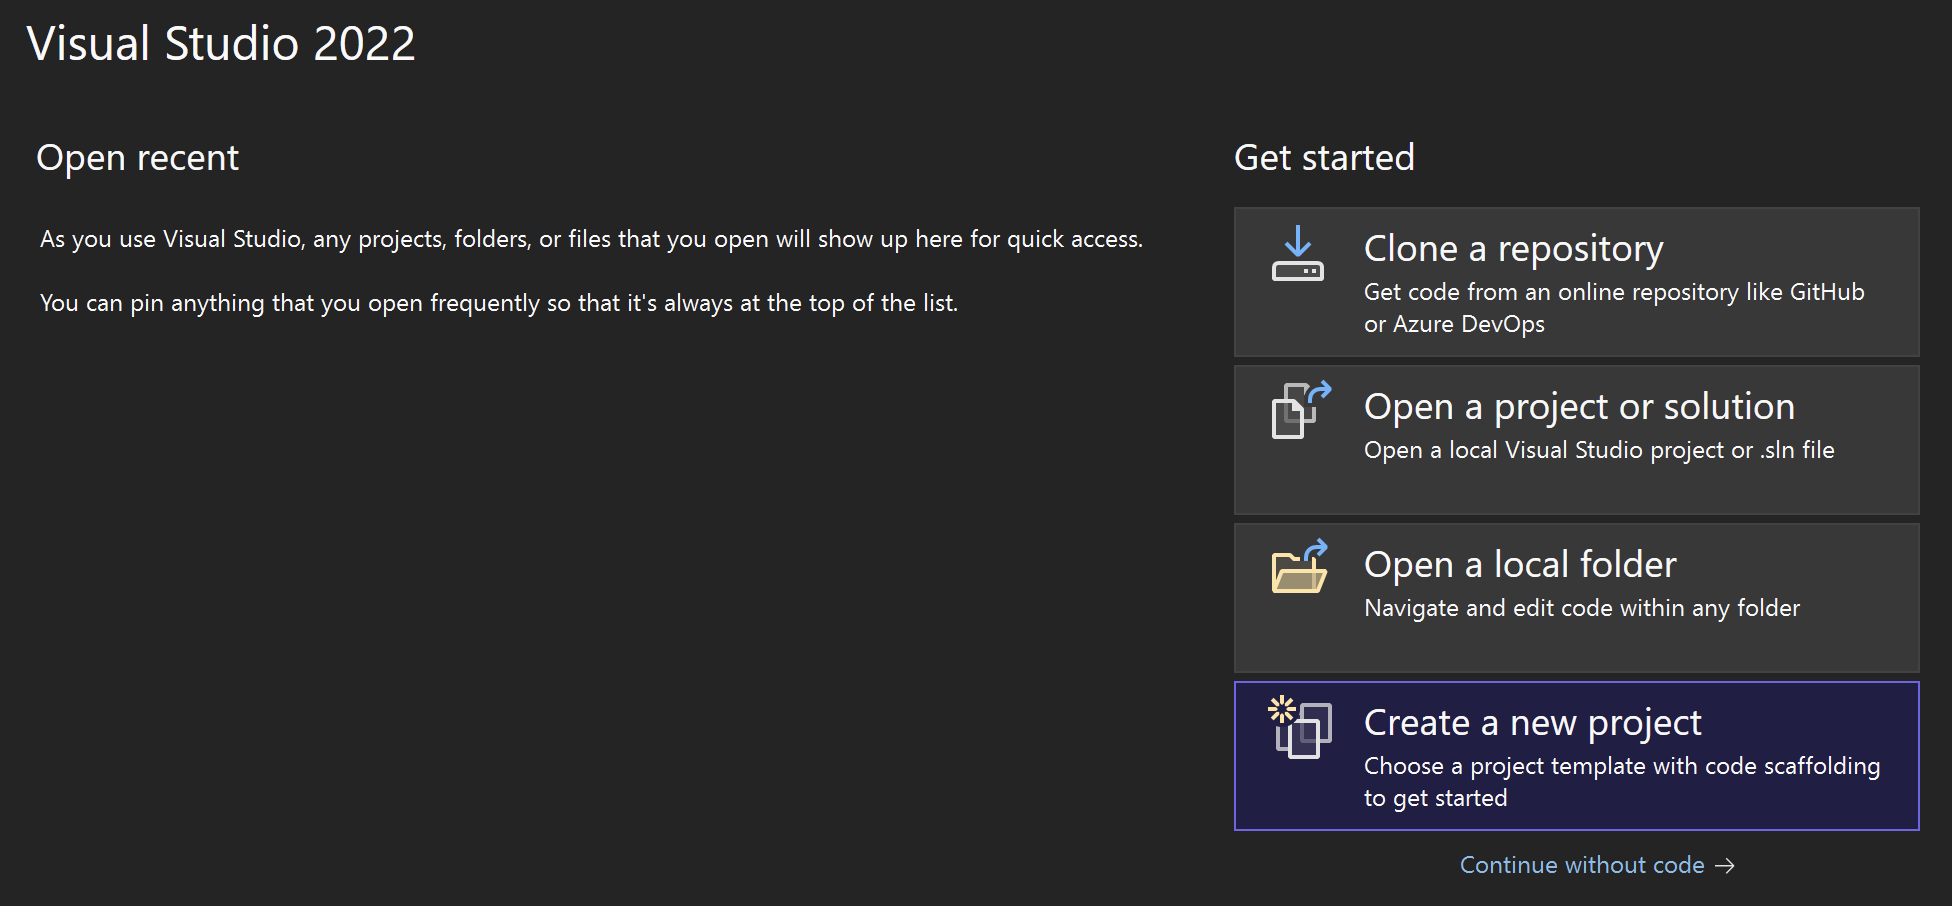 Visual Studio 2022
Open recent
As you use Visual Studio, any projects, folders, or files that you open will show up here for quick access.
You can pin anything that you open frequently so that it's always at the top of the list.
Get started
Clone a repository
Get code from an online repository like GitHub
or Azure DevOps
Open a project or solution
Open a local Visual Studio project or .sln file
Open a local folder
Navigate and edit code within any folder
Create a new project
Choose a project template with code scaffolding
to get started
Continue without code →